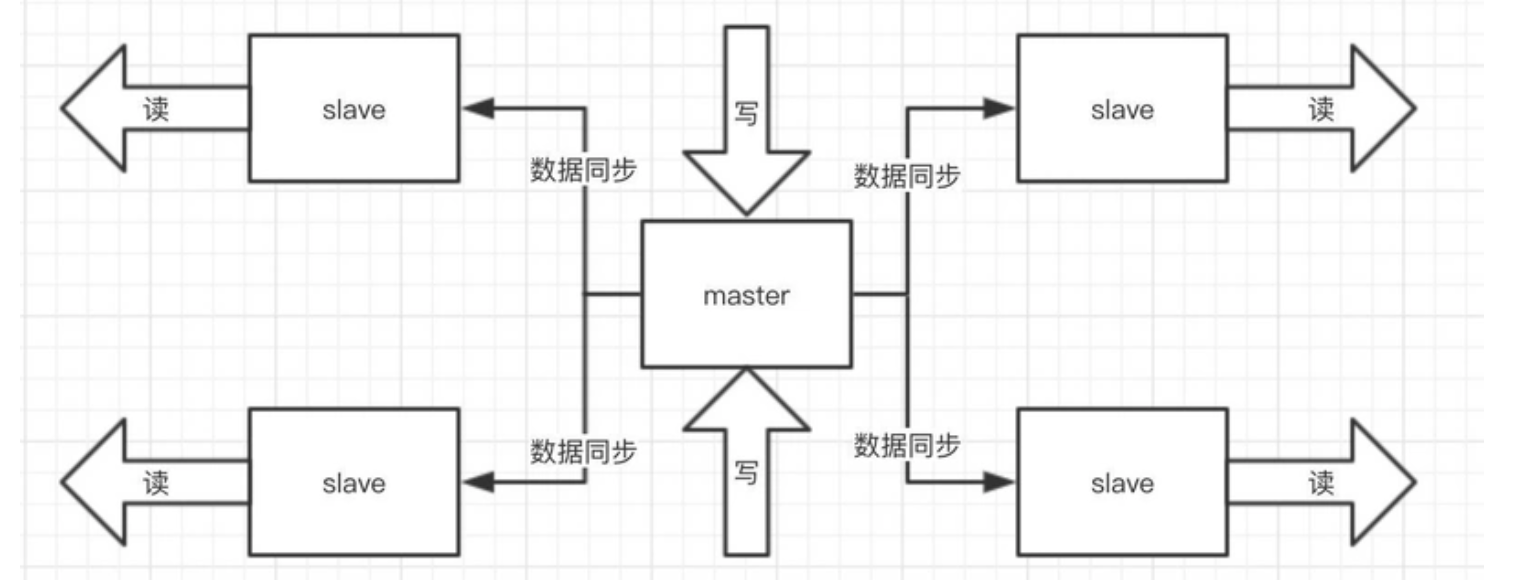 读
slave
写
slave
读
数据同步
数据同步
master
数据同步
数据同步
读
slave
写
slave
读